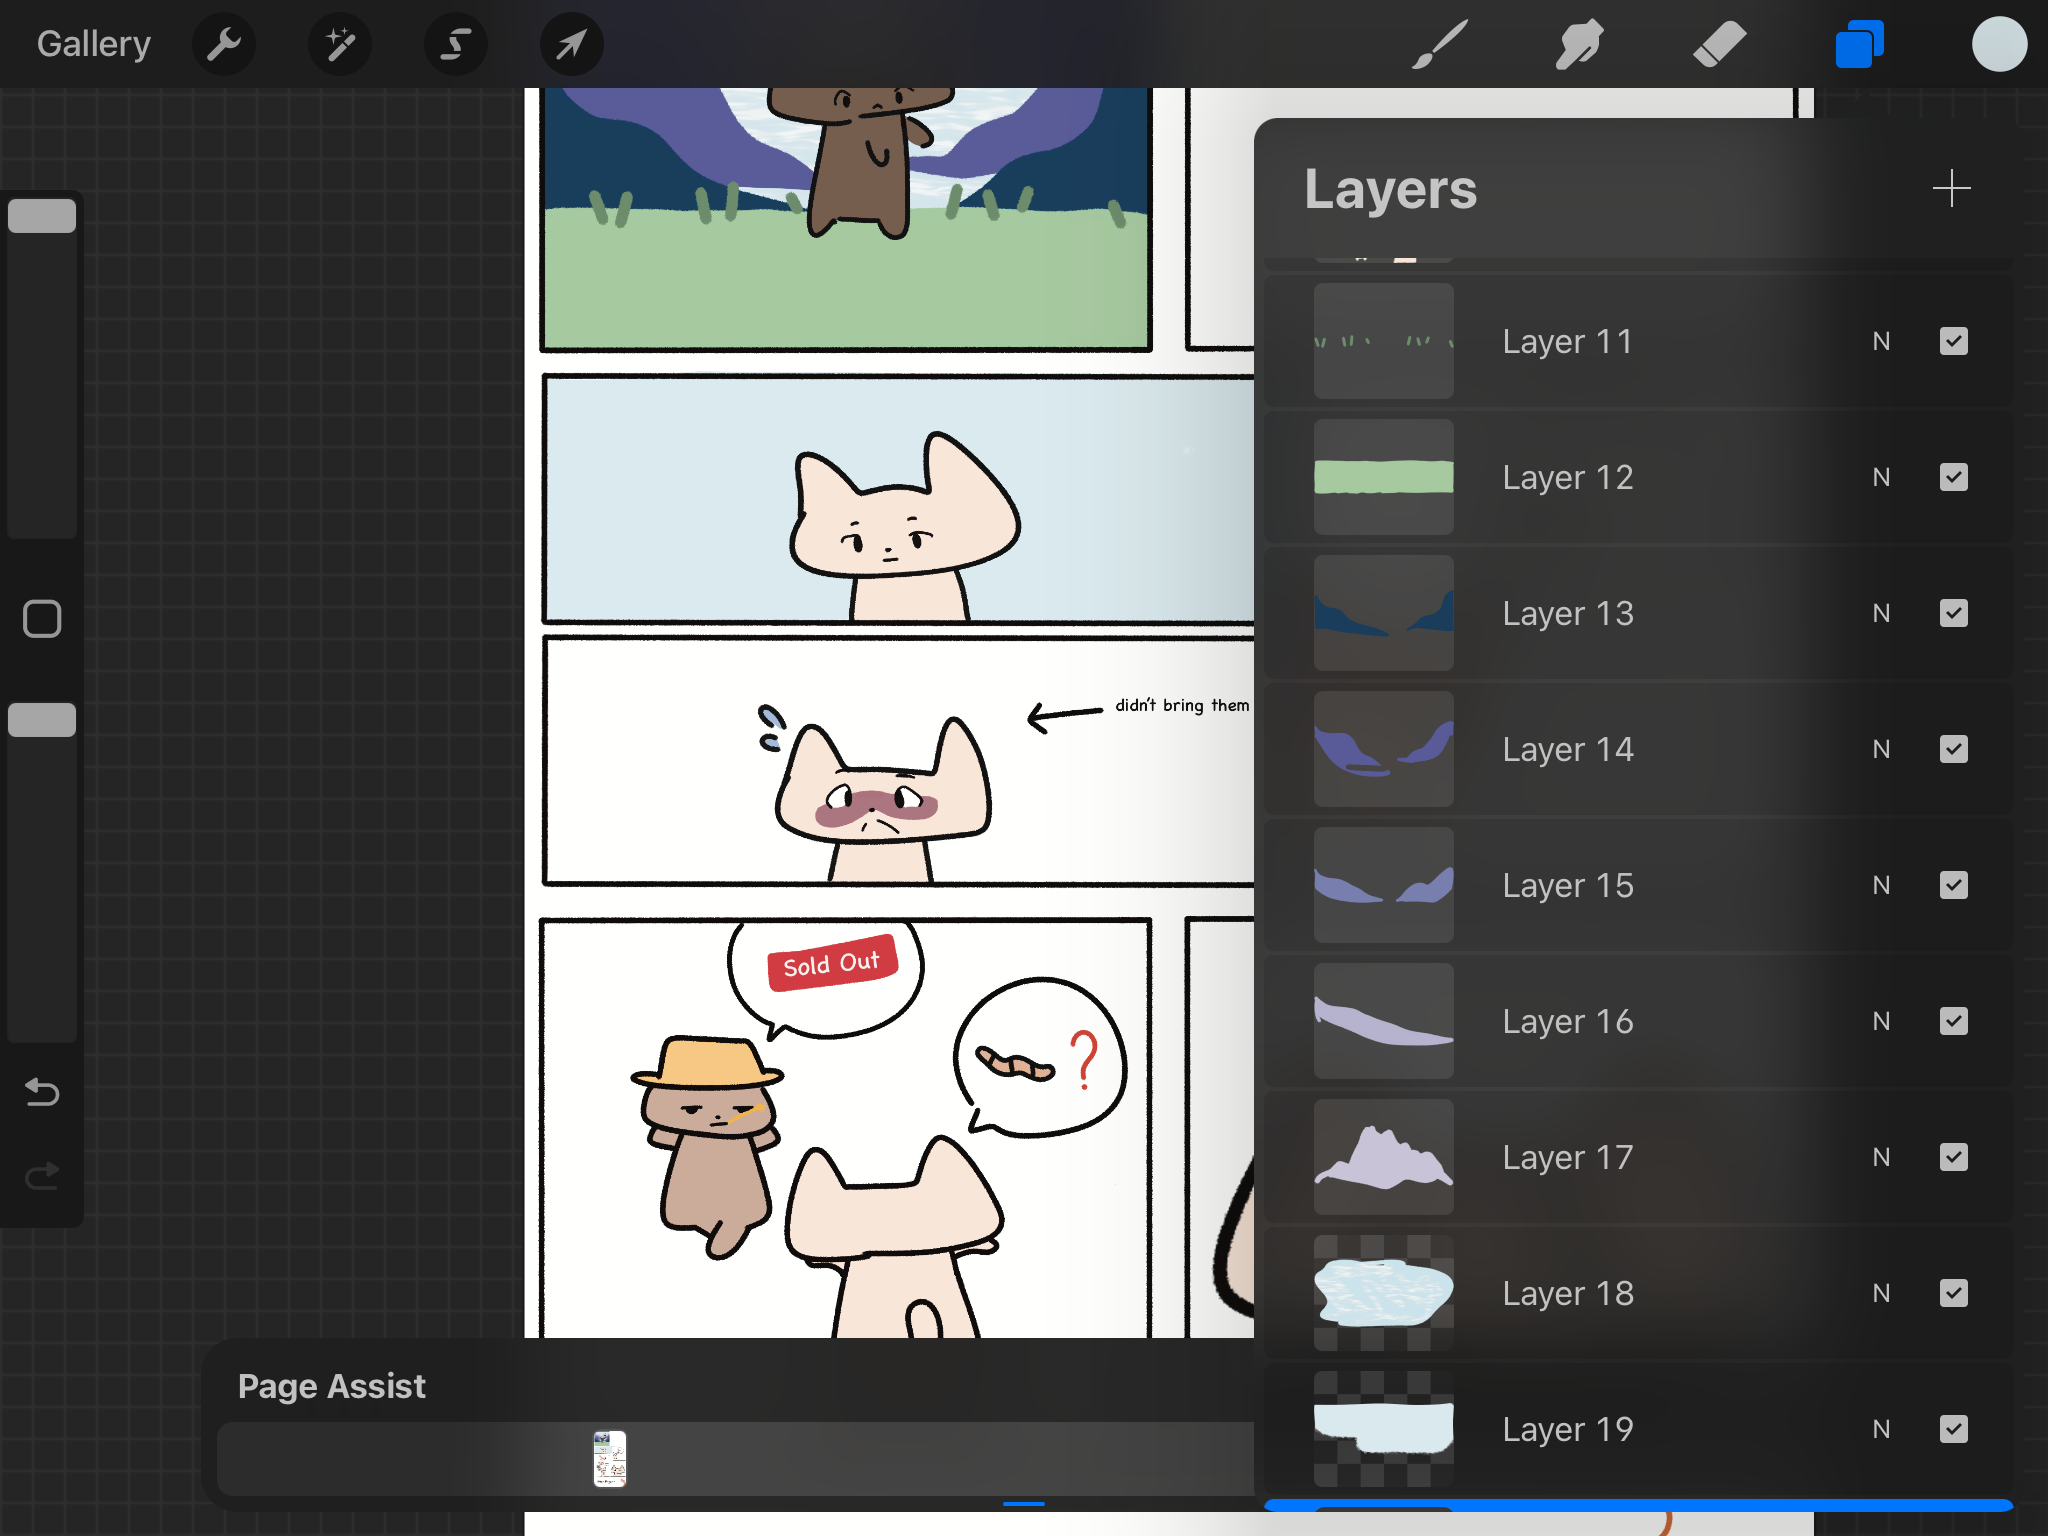 Gallery
Layers
Layer 11 N
Layer 12 N
Layer 13 N
Layer 14 N
Layer 15 N
Layer 16 N
Layer 17 N
Layer 18 N
Layer 19 N
didn't bring them
Sold Out
?
Page Assist